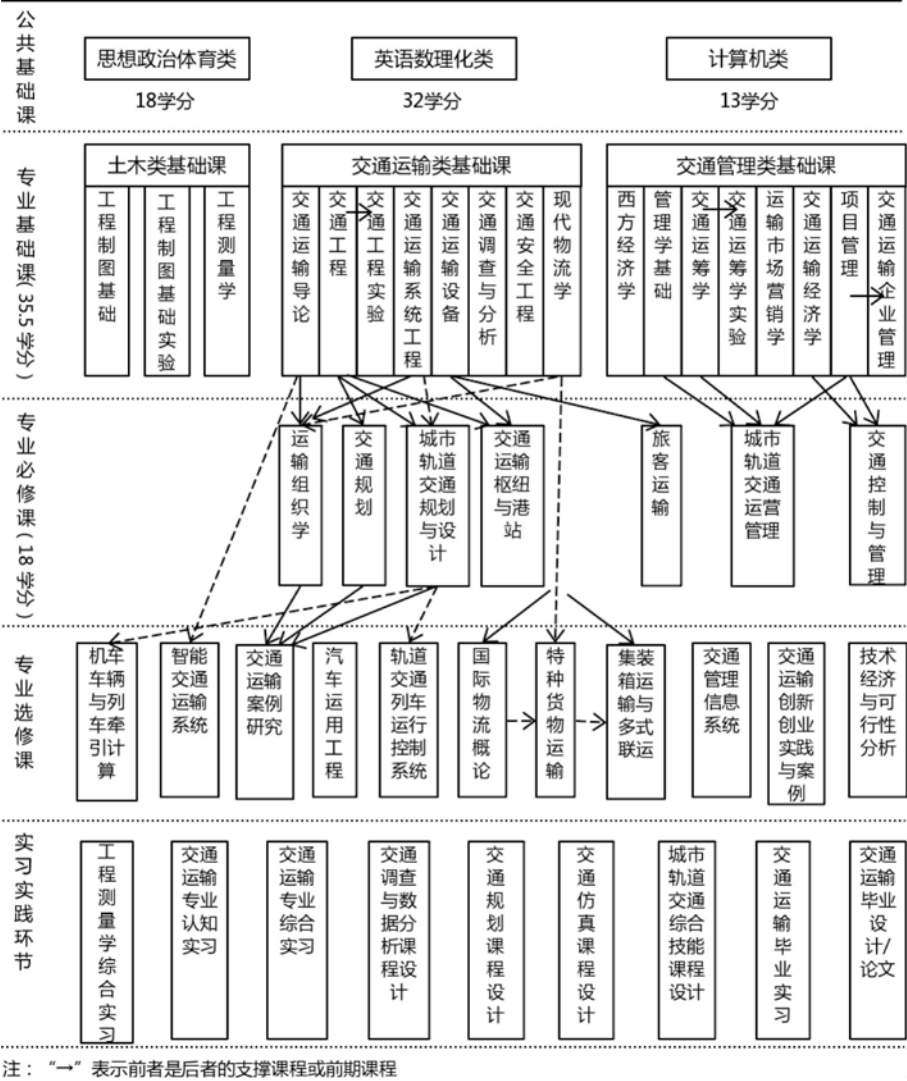 公共基础课
思想政治体育类
英语数理化类
计算机类
18学分
32学分
13学分
专业基础课(35.5学分)
土木类基础课
交通运输类基础课
交通管理类基础课
工程制图基础
工程制图基础实验
工程测量学
交通运输导论
交通工程
交通工程实验
交通运输系统工程
交通运输设备
交通调查与分析
交通安全工程
现代物流学
西方经济学
管理学基础
交通运筹学
交通运筹学实验
运输市场营销学
交通运输经济学
项目管理
交通运输企业管理
专业必修课(18学分)
运输组织学
交通规划
城市
轨道
交通
规划
与设
计
交通
运输
枢纽
与港
站
旅客运输
城市
轨道
交通
运营
管理
交通控制与管理
专业选修课
机车
车辆
与列
车牵
引计
算
智能
交通
运输
系统
交通
运输
案例
研究
汽车运用工程
轨道
交通
列车
运行
控制
系统
国际物流概论
特种货物运输
集装
箱运
输与
多式
联运
交通
管理
信息
系统
交通
运输
创新
创业
实践
与案
例
技术
经济
与可
行性
分析
实习实践环节
工程测量学综合实习
交通
运输
专业
认知
实习
交通
运输
专业
综合
实习
交通
调查
与数
据分
析课
程设
计
交通规划课程设计
交通仿真课程设计
城市
轨道
交通
综合
技能
课程
设计
交通运输毕业实习
交通
运输
毕业
设
计/
论文
注：“→”表示前者是后者的支撑课程或前期课程